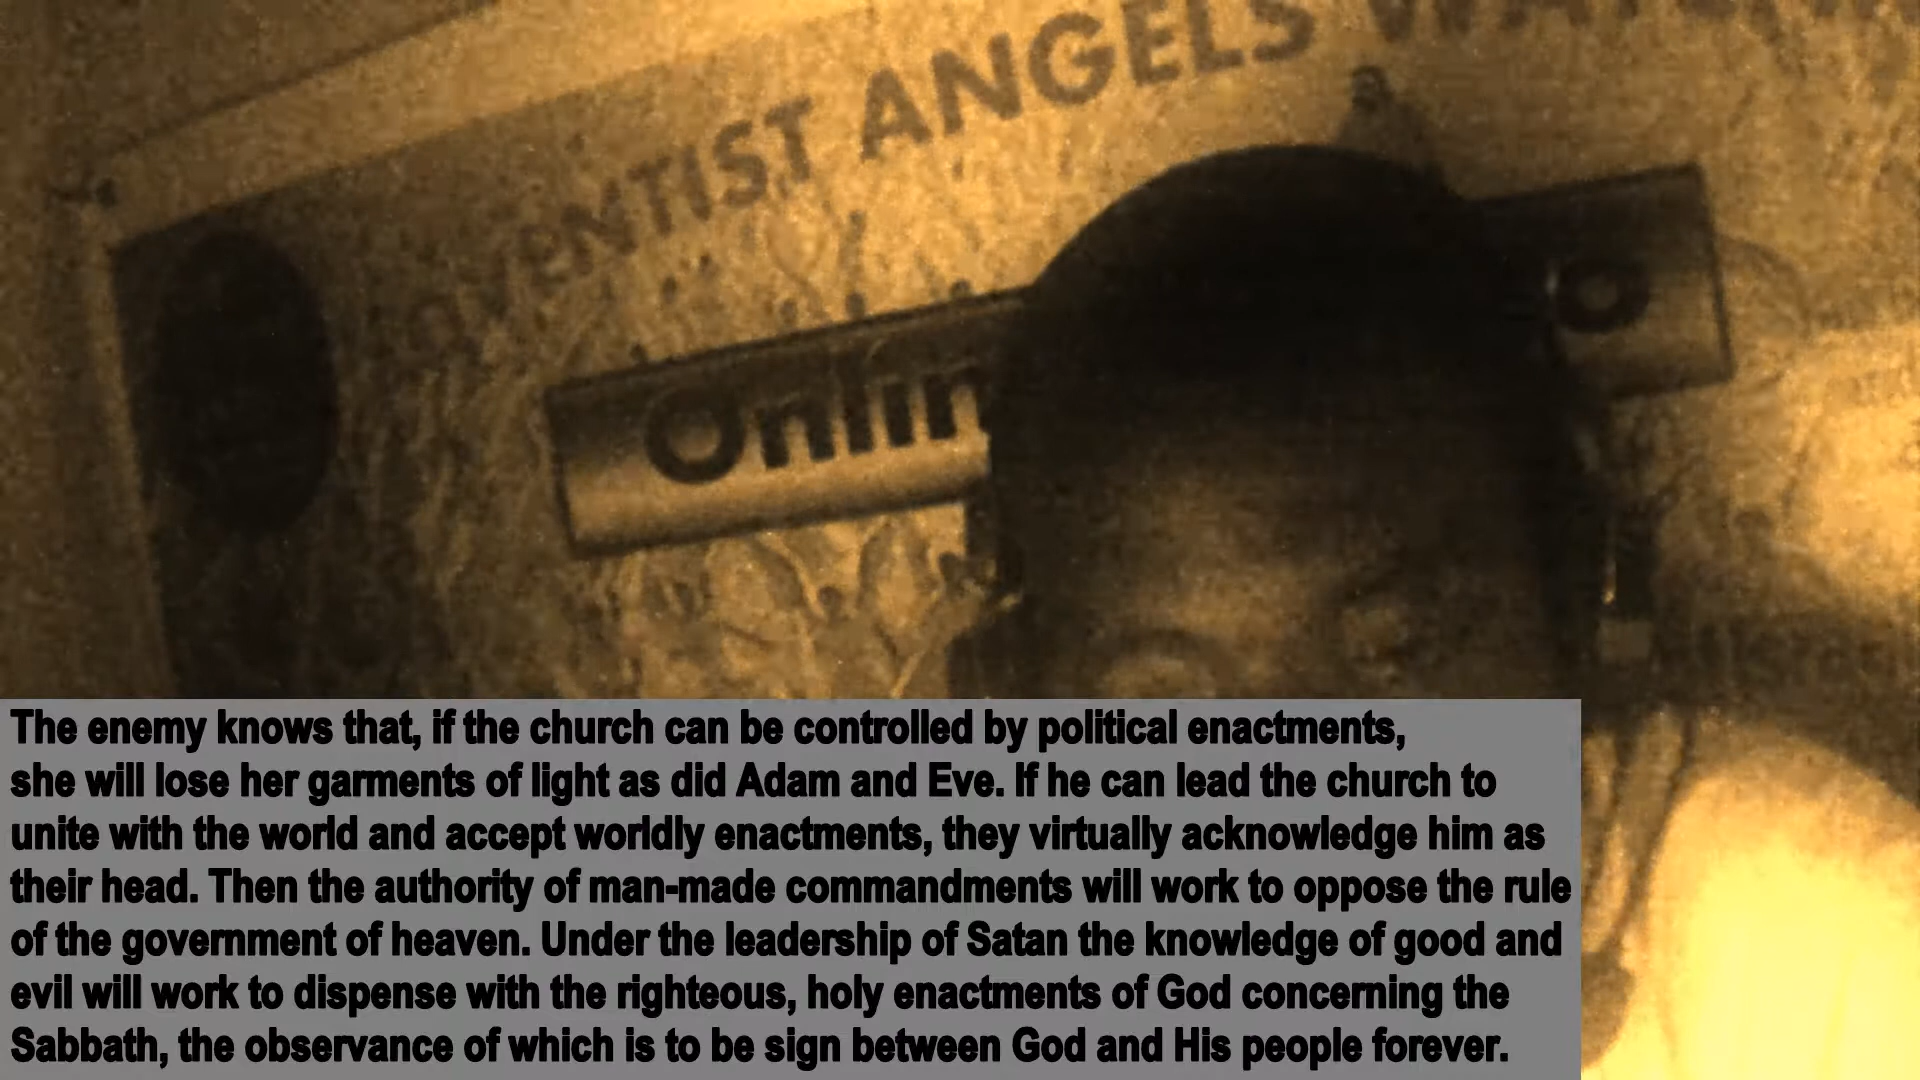 ENTIST ANGELS
Onlin
O
The enemy knows that, if the church can be controlled by political enactments,
she will lose her garments of light as did Adam and Eve. If he can lead the church to
unite with the world and accept worldly enactments, they virtually acknowledge him as
their head. Then the authority of man-made commandments will work to oppose the rule
of the government of heaven. Under the leadership of Satan the knowledge of good and
evil will work to dispense with the righteous, holy enactments of God concerning the
Sabbath, the observance of which is to be sign between God and His people forever.